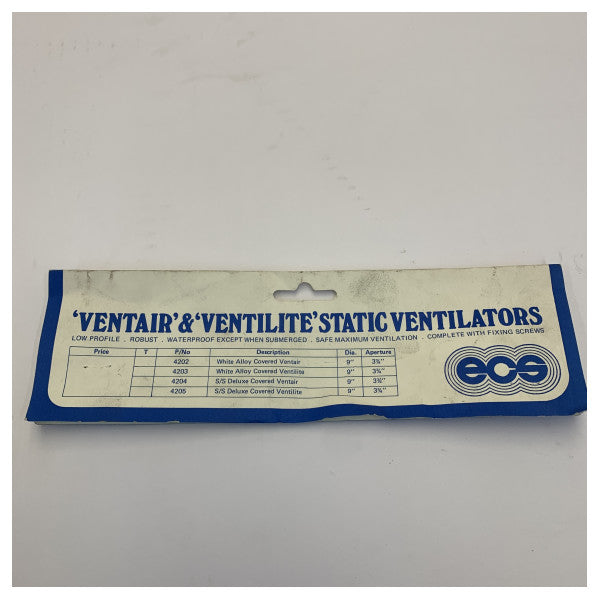 'VENTAIR' & 'VENTILITE' STATIC VENTILATORS
LOW PROFILE . ROBUST . WATERPROOF EXCEPT WHEN SUBMERGED . SAFE MAXIMUM VENTILATION . COMPLETE WITH FIXING SCREWS
Price T P/No Description Dia. Aperture
4202 White Alloy Covered Ventair 9" 3¾"
4203 White Alloy Covered Ventilite 9" 3¾"
4204 S/S Deluxe Covered Ventair 9" 3¾"
4205 S/S Deluxe Covered Ventilite 9" 3¾"
ecs